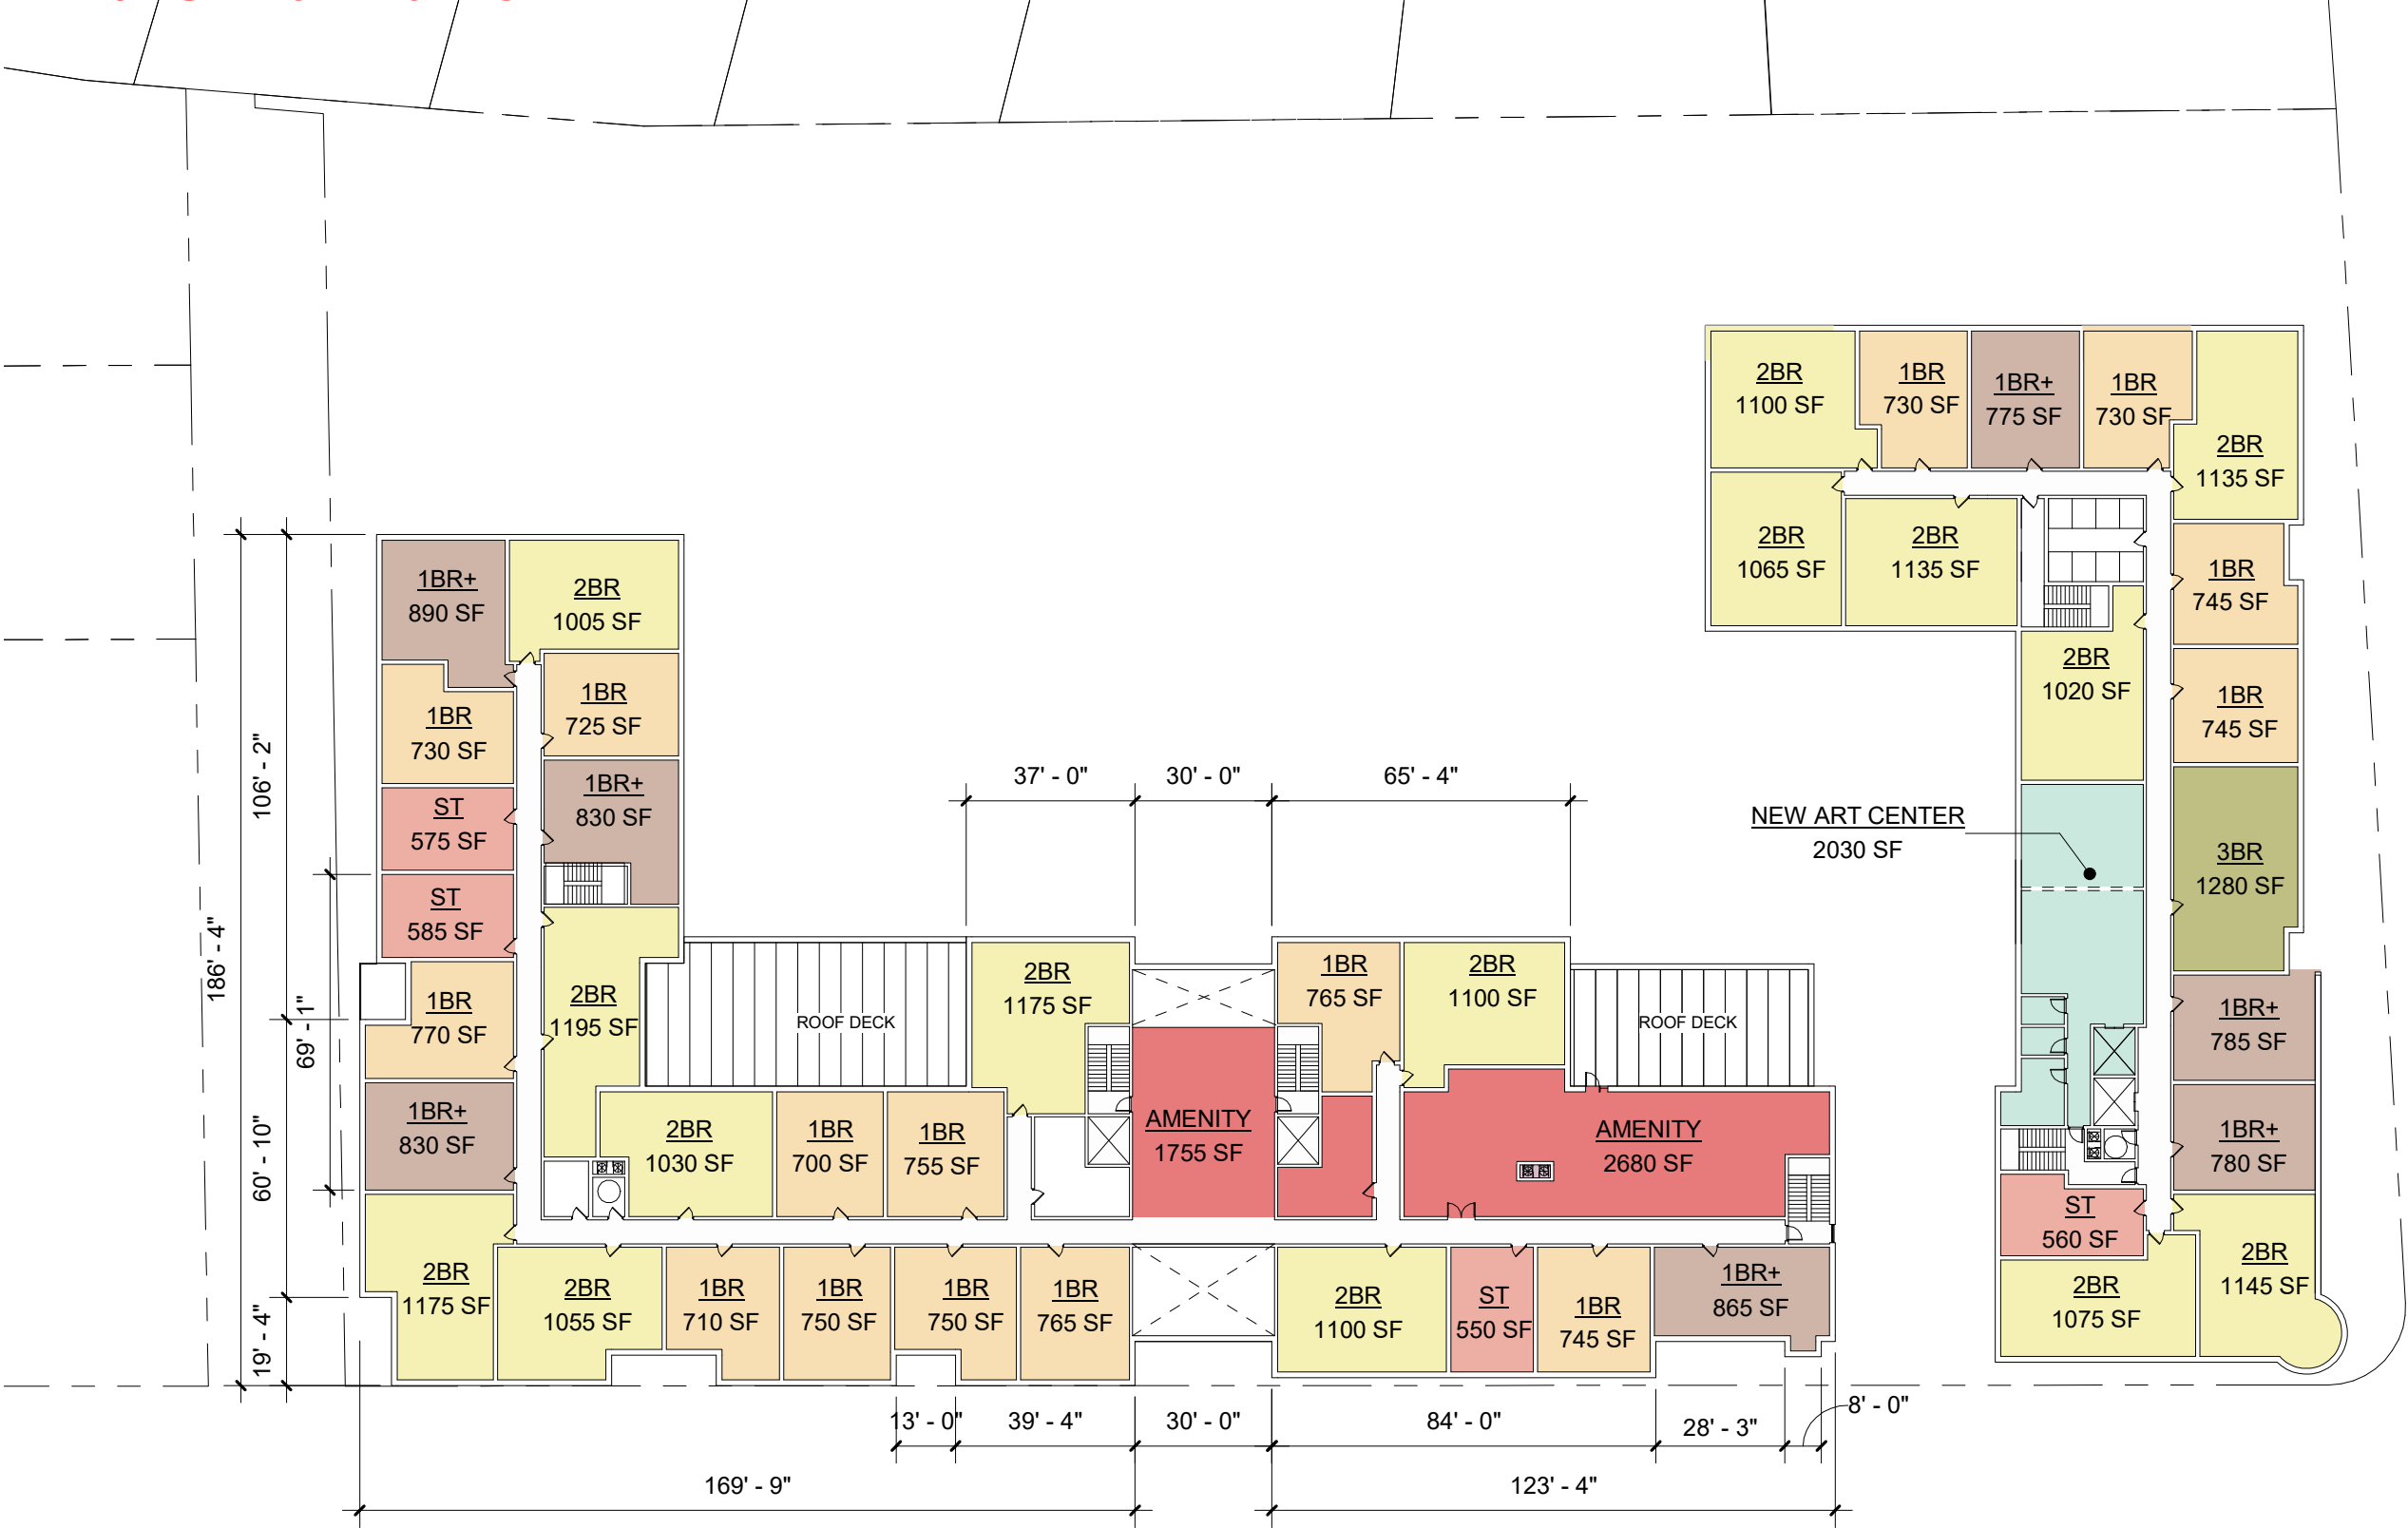 2BR
1100 SF
1BR
730 SF
1BR+
775 SF
1BR
730 SF
2BR
1135 SF
2BR
1065 SF
2BR
1135 SF
1BR
745 SF
2BR
1020 SF
1BR
745 SF
NEW ART CENTER
2030 SF
3BR
1280 SF
1BR+
785 SF
1BR+
780 SF
ST
560 SF
2BR
1075 SF
2BR
1145 SF
1BR+
890 SF
2BR
1005 SF
1BR
730 SF
1BR
725 SF
ST
575 SF
1BR+
830 SF
ST
585 SF
1BR
770 SF
2BR
1195 SF
1BR+
830 SF
ROOF DECK
2BR
1175 SF
1BR
765 SF
2BR
1100 SF
ROOF DECK
2BR
1030 SF
1BR
700 SF
1BR
755 SF
AMENITY
1755 SF
AMENITY
2680 SF
2BR
1175 SF
2BR
1055 SF
1BR
710 SF
1BR
750 SF
1BR
750 SF
1BR
765 SF
2BR
1100 SF
ST
550 SF
1BR
745 SF
1BR+
865 SF
37' - 0"
30' - 0"
65' - 4"
106' - 2"
186' - 4"
69' - 1"
60' - 10"
19' - 4"
13' - 0"
39' - 4"
30' - 0"
84' - 0"
28' - 3"
8' - 0"
169' - 9"
123' - 4"